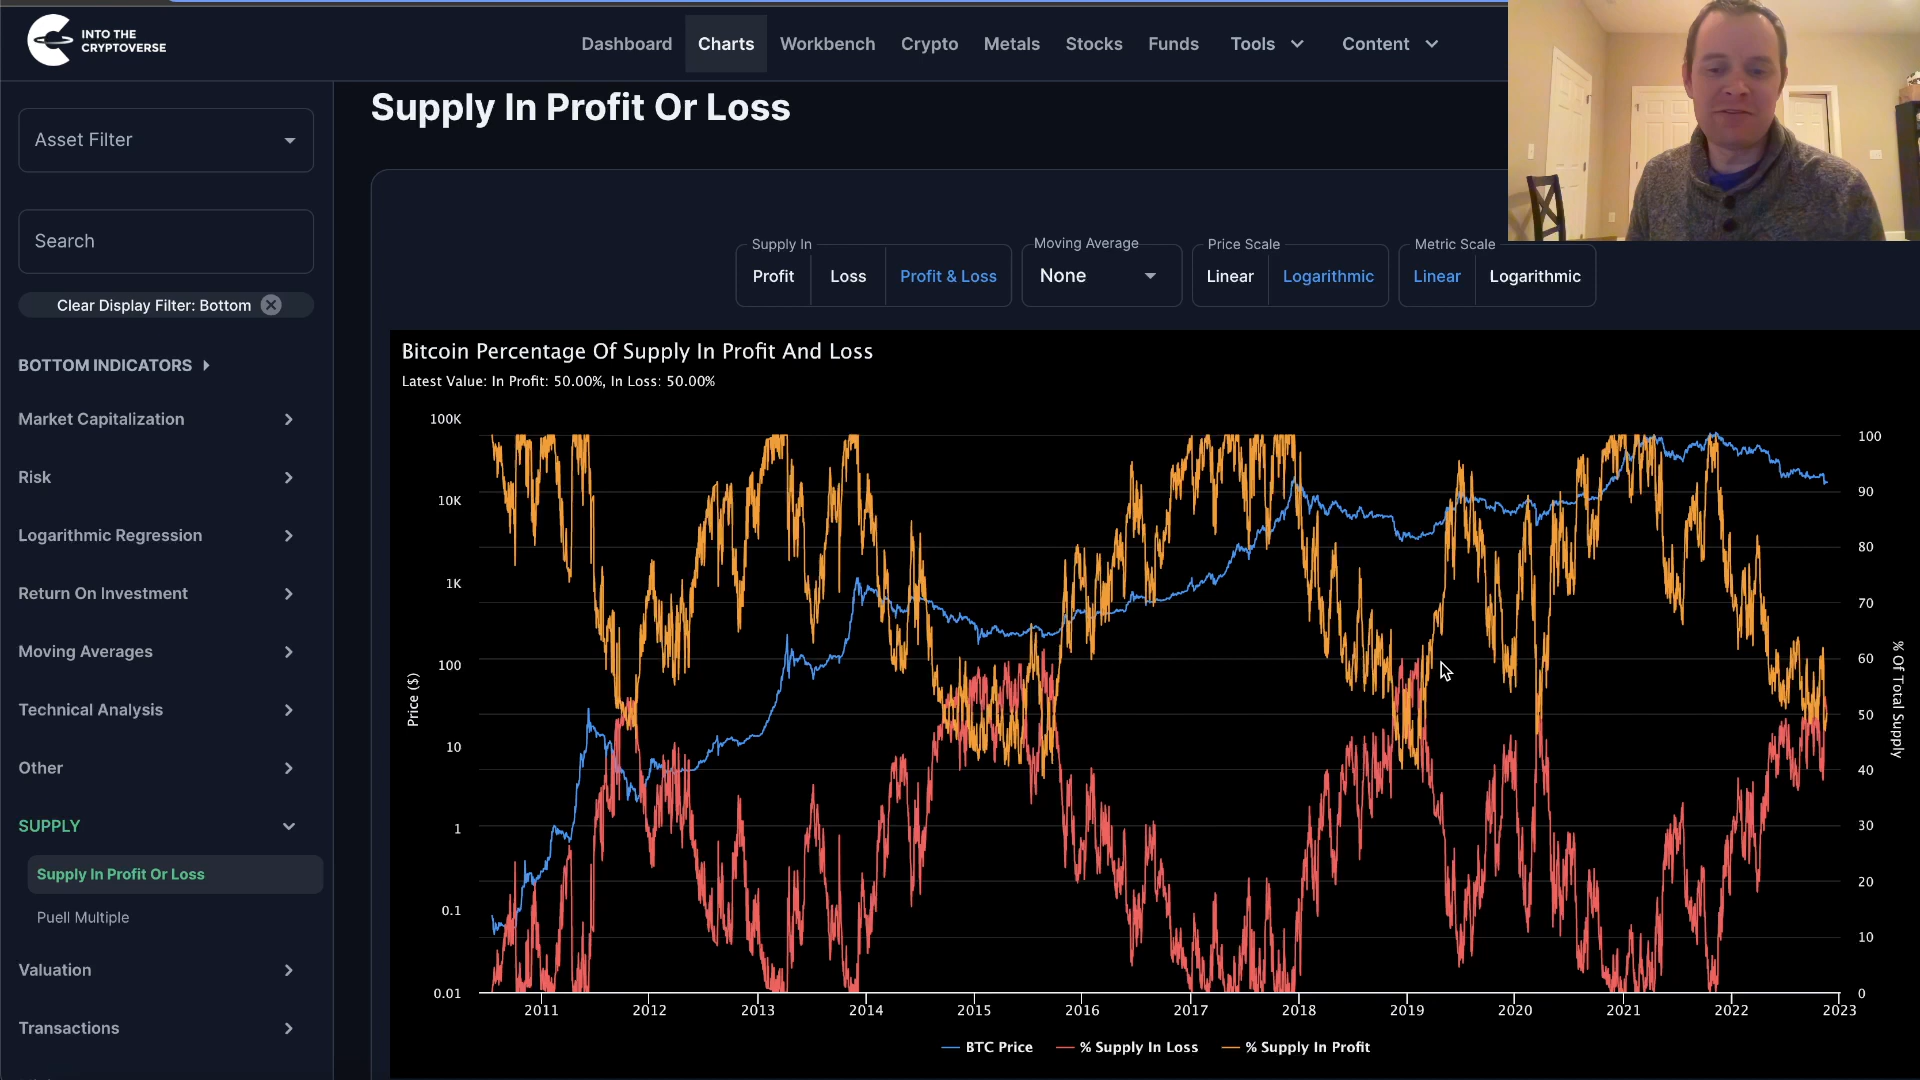 INTO THE
CRYPTOVERSE
Dashboard Charts Workbench Crypto Metals Stocks Funds Tools Content
Asset Filter
Search
Clear Display Filter: Bottom
BOTTOM INDICATORS
Market Capitalization
Risk
Logarithmic Regression
Return On Investment
Moving Averages
Technical Analysis
Other
SUPPLY
Supply In Profit Or Loss
Puell Multiple
Valuation
Transactions
Supply In Profit Or Loss
Supply In
Profit Loss Profit & Loss
Moving Average
None
Price Scale
Linear Logarithmic
Metric Scale
Linear Logarithmic
Bitcoin Percentage Of Supply In Profit And Loss
Latest Value: In Profit: 50.00%, In Loss: 50.00%
100K
10K
1K
100
10
1
0.1
0.01
Price ($)
100
90
80
70
60
50
40
30
20
10
0
% Of Total Supply
2011 2012 2013 2014 2015 2016 2017 2018 2019 2020 2021 2022 2023
BTC Price % Supply In Loss % Supply In Profit